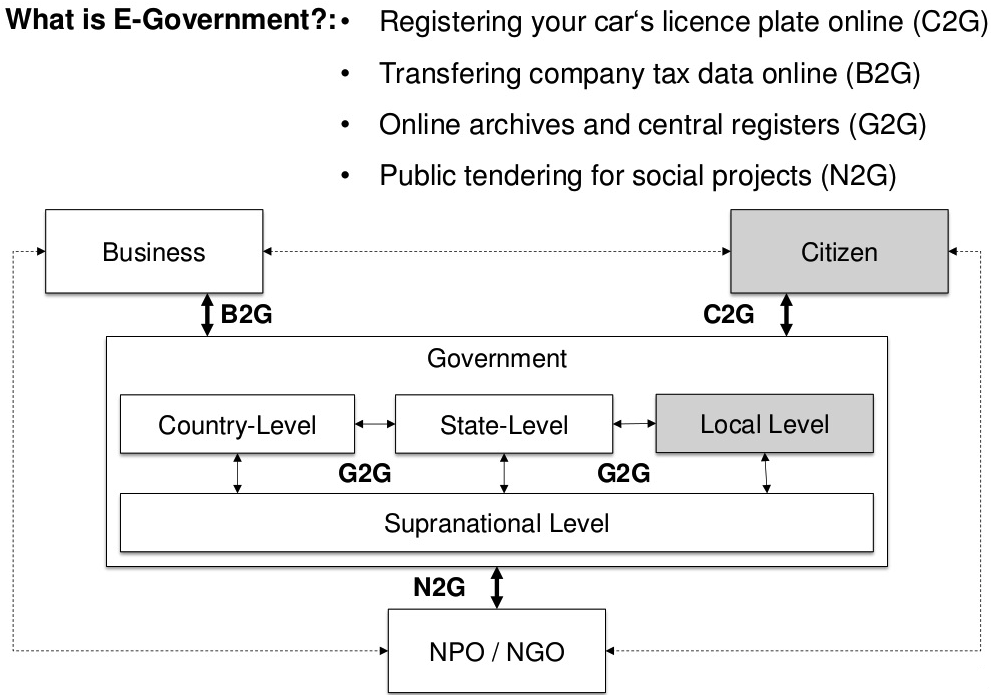 What is E-Government?: • Registering your car‘s licence plate online (C2G)
• Transfering company tax data online (B2G)
• Online archives and central registers (G2G)
• Public tendering for social projects (N2G)
Business
Citizen
B2G
C2G
Government
Country-Level
State-Level
Local Level
G2G
G2G
Supranational Level
N2G
NPO / NGO